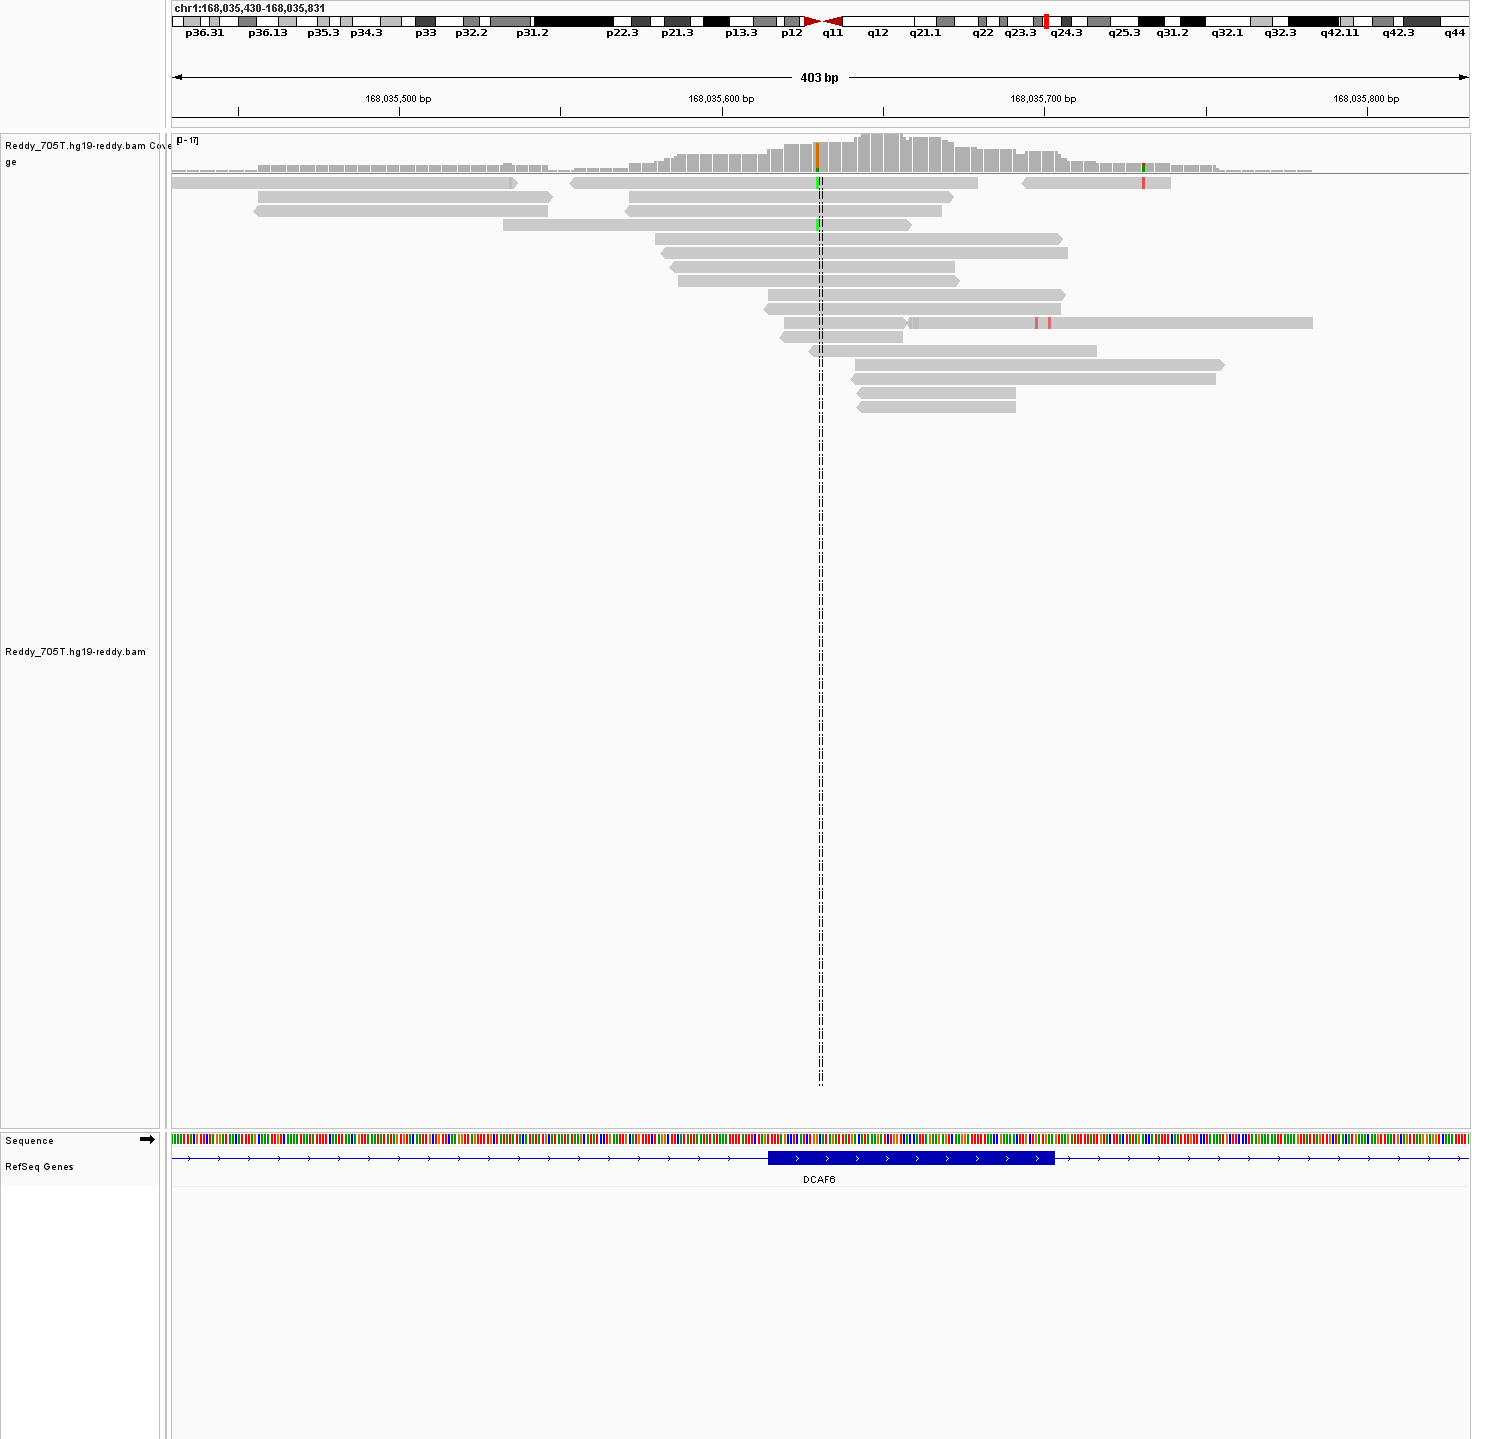 chr1:168,035,430-168,035,831
p36.31 p36.13 p35.3 p34.3 p33 p32.2 p31.2 p22.3 p21.3 p13.3 p12 q11 q12 q21.1 q22 q23.3 q24.3 q25.3 q31.2 q32.1 q32.3 q42.11 q42.3 q44
403 bp
168,035,500 bp 168,035,600 bp 168,035,700 bp 168,035,800 bp
[0 - 17]
Reddy_705T.hg19-reddy.bam Cove
ge
Reddy_705T.hg19-reddy.bam
Sequence
RefSeq Genes
DCAF6